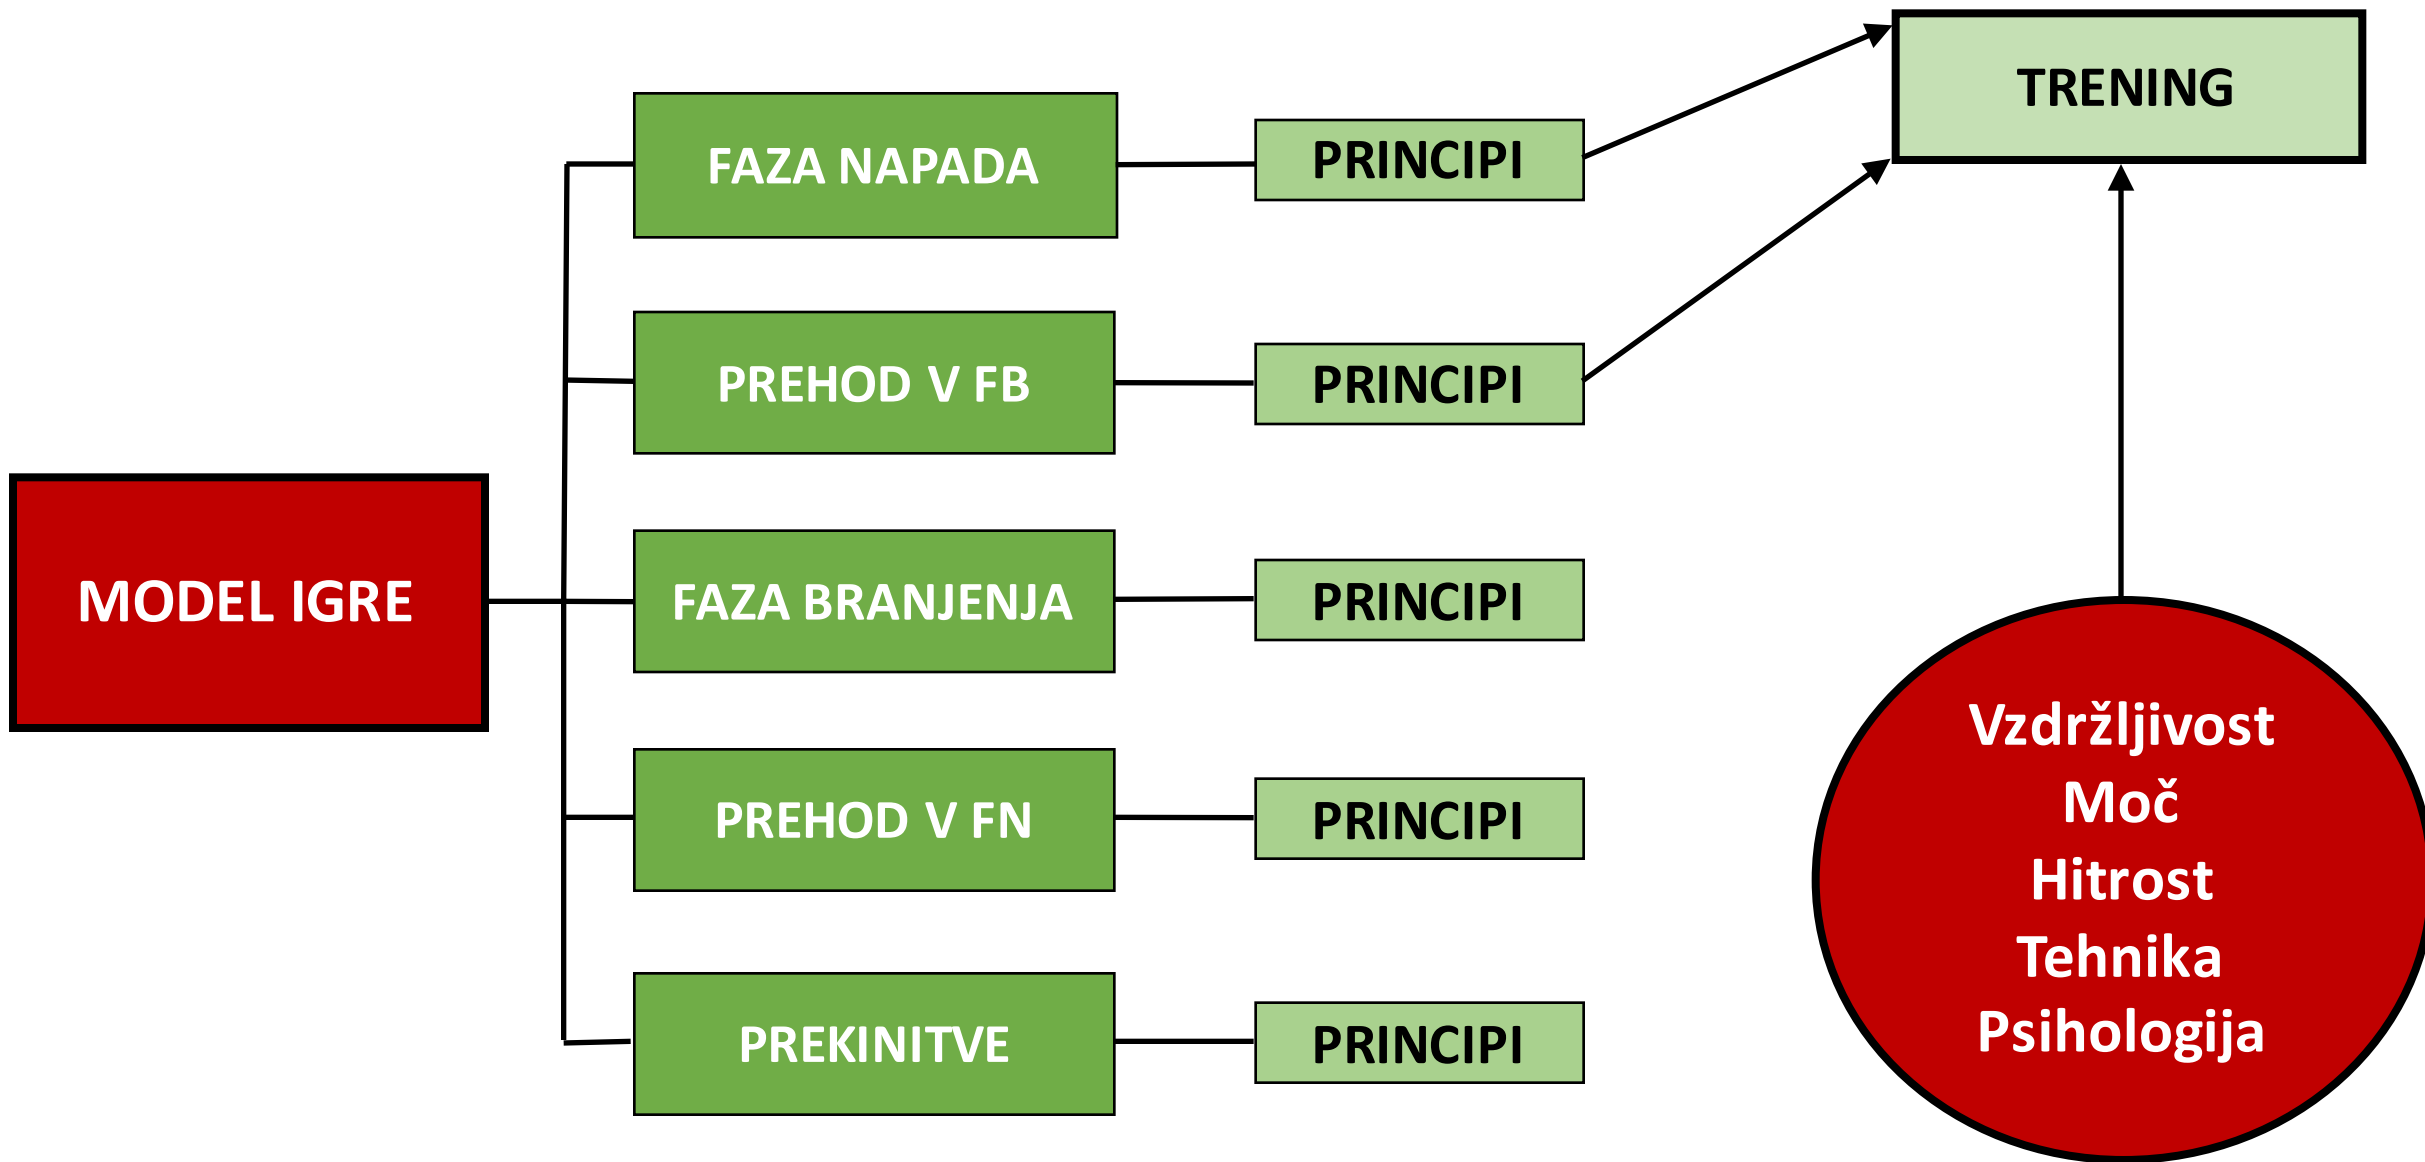 TRENING
FAZA NAPADA
PRINCIPI
PREHOD V FB
PRINCIPI
MODEL IGRE
FAZA BRANJENJA
PRINCIPI
PREHOD V FN
PRINCIPI
PREKINITVE
PRINCIPI
Vzdržljivost
Moč
Hitrost
Tehnika
Psihologija